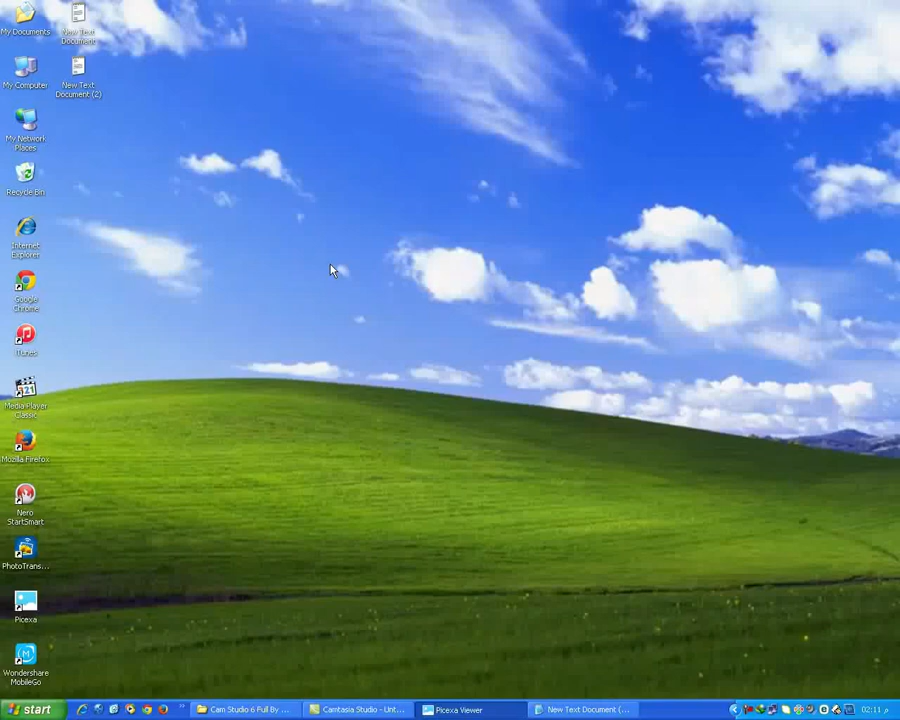 My Documents
New Text
Document
My Computer
New Text
Document (2)
My Network
Places
Recycle Bin
Internet
Explorer
Google
Chrome
iTunes
Media Player
Classic
Mozilla Firefox
Nero
StartSmart
PhotoTrans...
Picexa
Wondershare
MobileGo
start
Cam Studio 6 Full By ...
Camtasia Studio - Unt...
Picexa Viewer
New Text Document (...
02:11 م